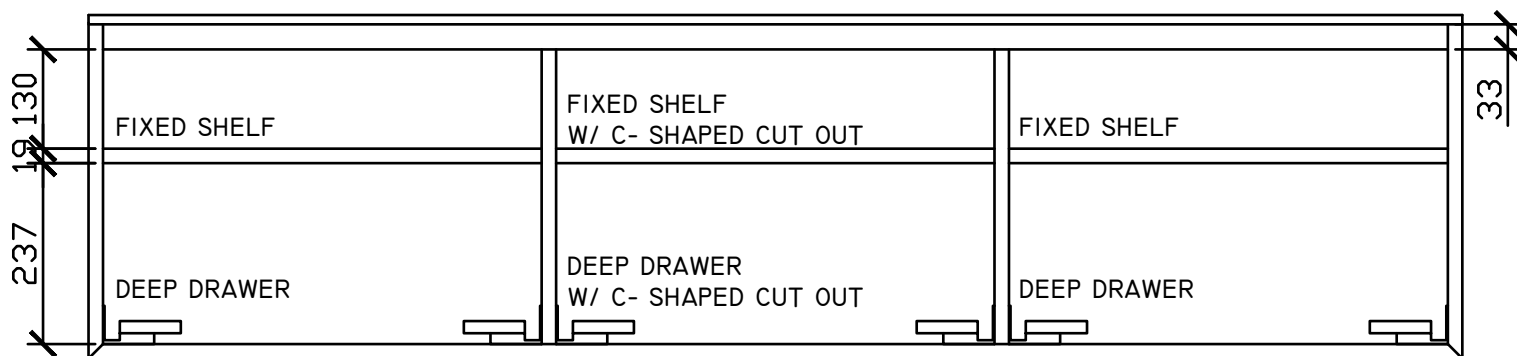 130
19
237
33
FIXED SHELF
FIXED SHELF
W/ C- SHAPED CUT OUT
FIXED SHELF
DEEP DRAWER
DEEP DRAWER
W/ C- SHAPED CUT OUT
DEEP DRAWER